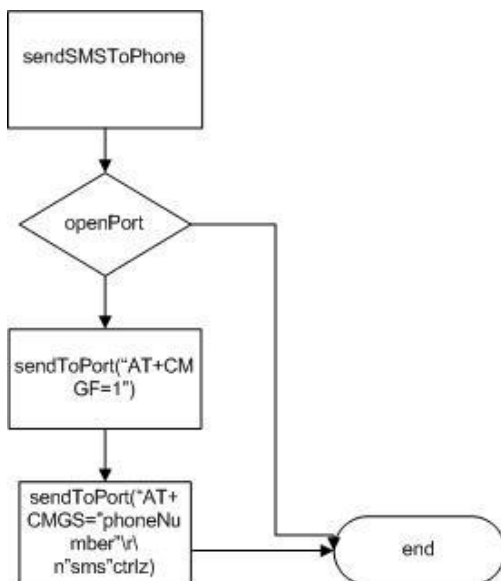 sendSMSToPhone
openPort
sendToPort(“AT+CM
GF=1”)
sendToPort(“AT+
CMGS=”phoneNu
mber”\r\
n”sms”ctrlz)
end